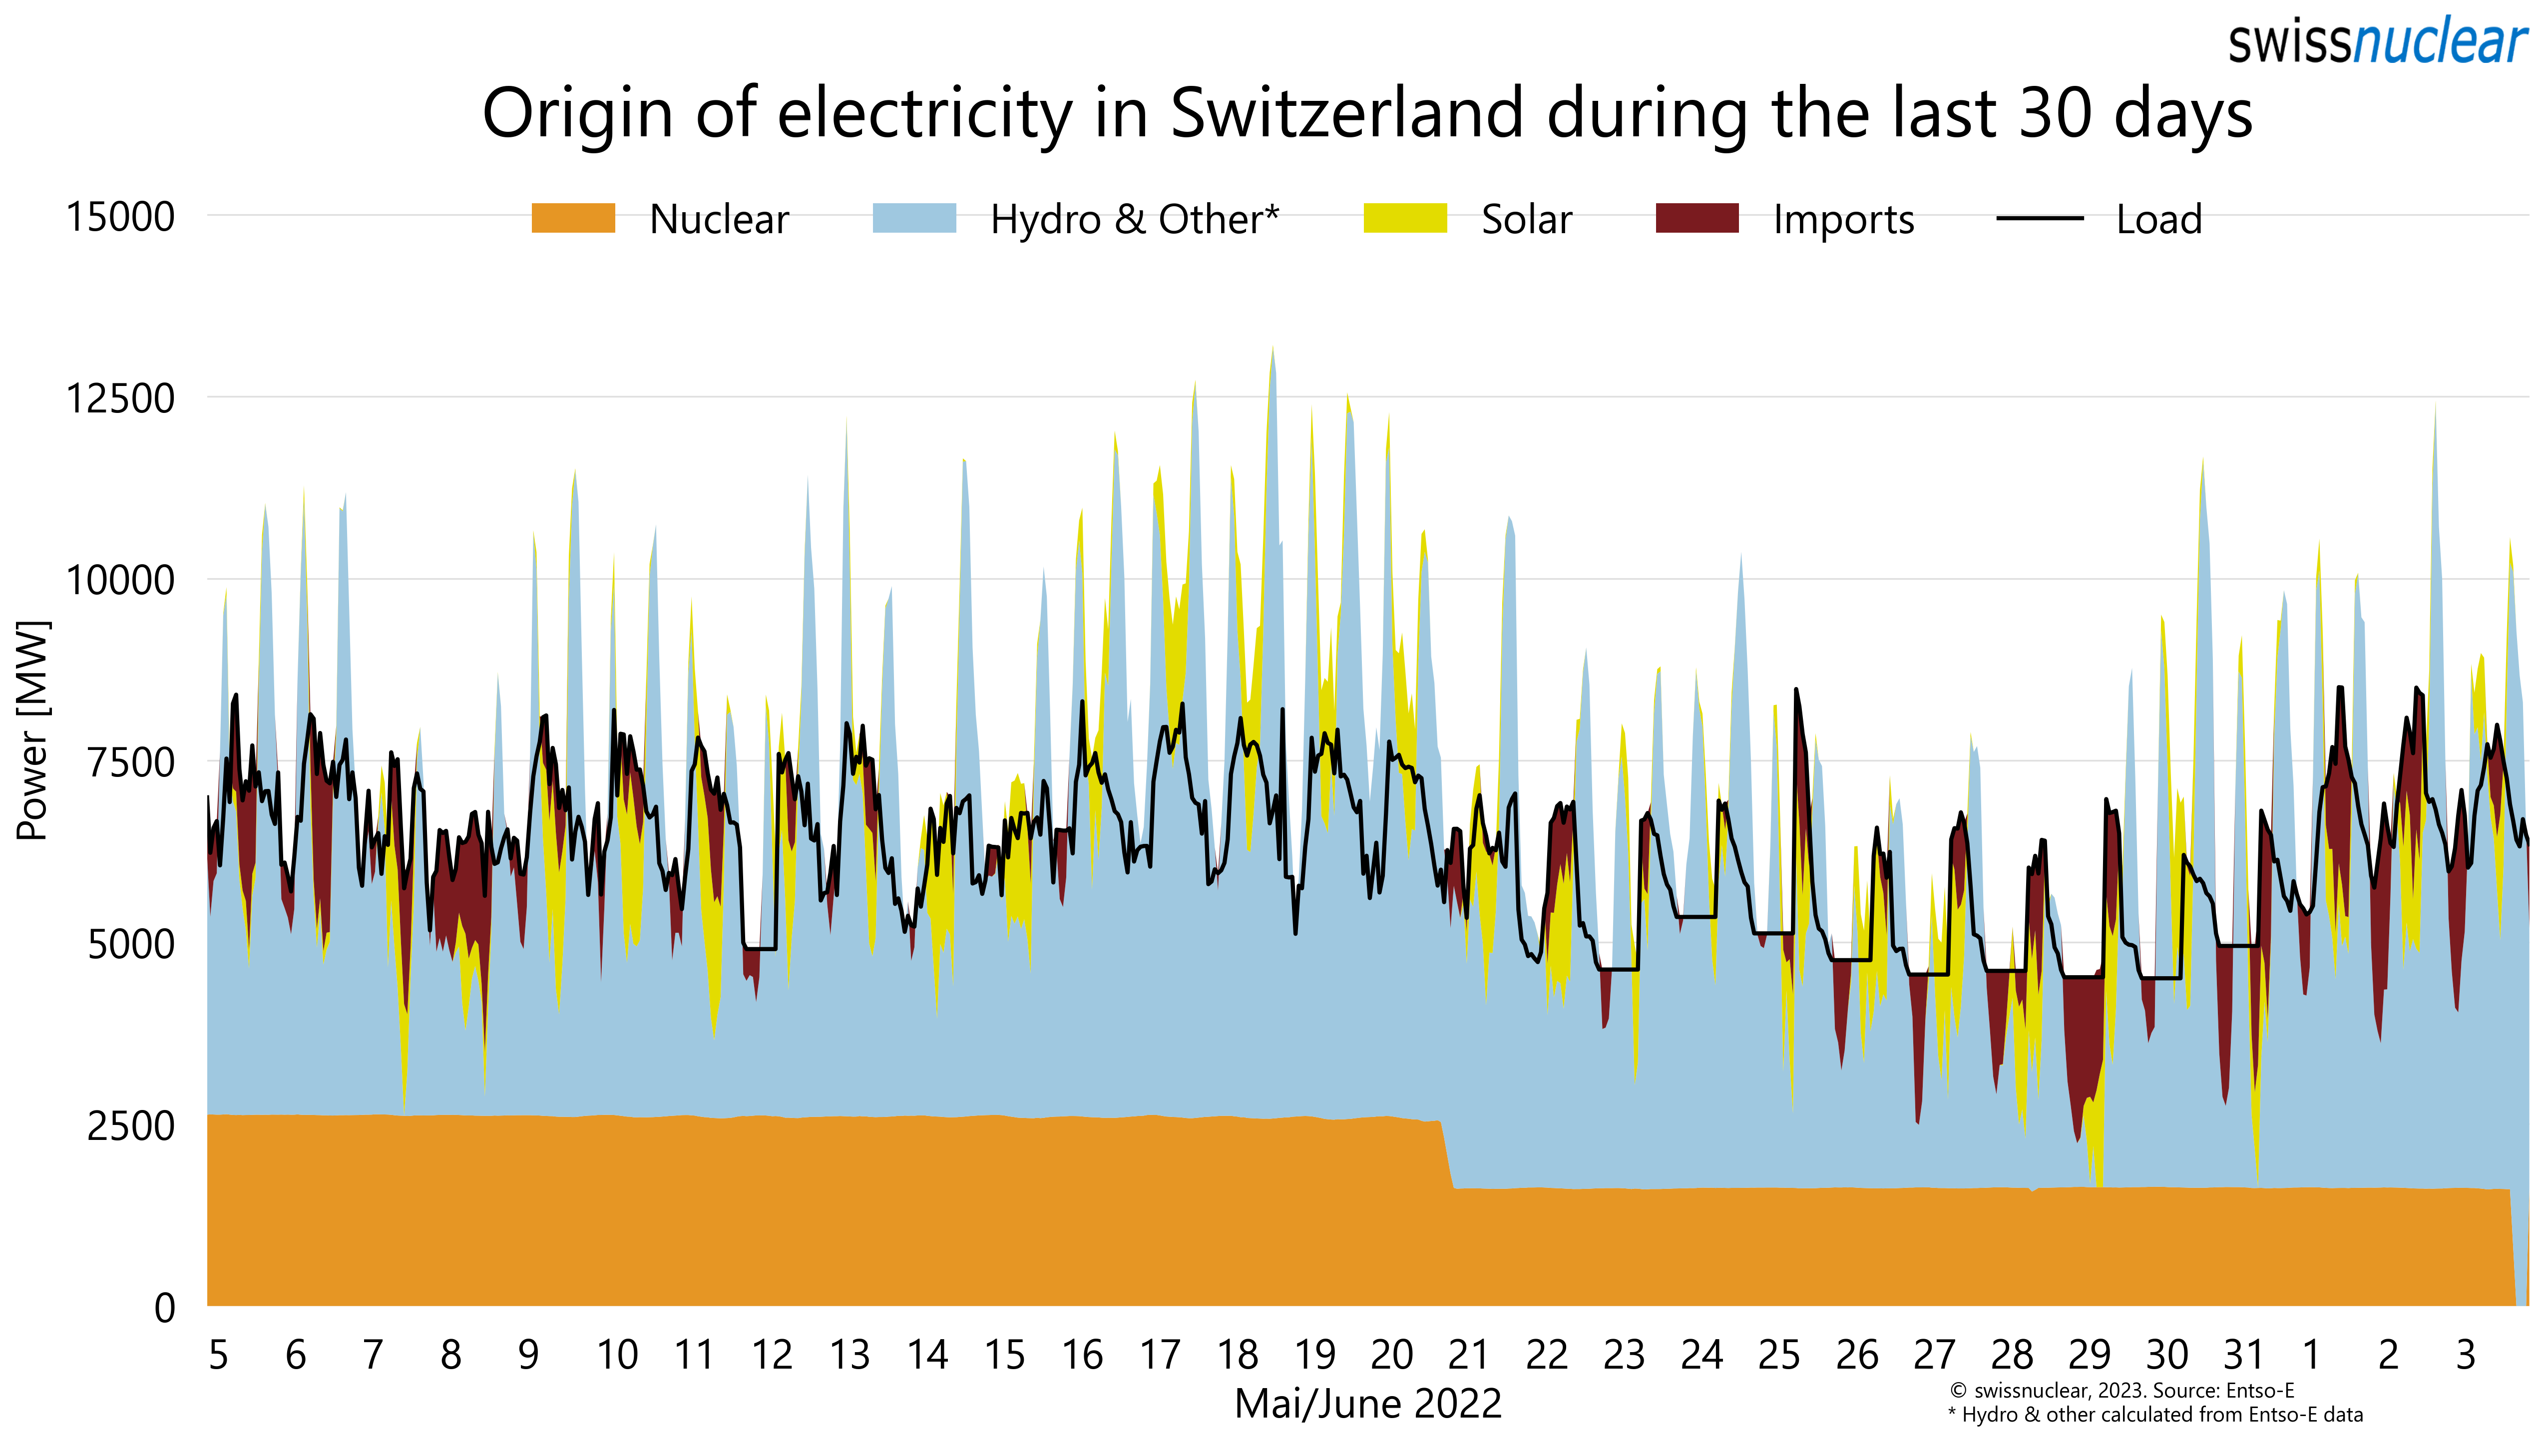 swissnuclear
Origin of electricity in Switzerland during the last 30 days
Nuclear Hydro & Other* Solar Imports Load
15000
12500
10000
7500
5000
2500
0
Power [MW]
5 6 7 8 9 10 11 12 13 14 15 16 17 18 19 20 21 22 23 24 25 26 27 28 29 30 31 1 2 3
Mai/June 2022
© swissnuclear, 2023. Source: Entso-E
* Hydro & other calculated from Entso-E data